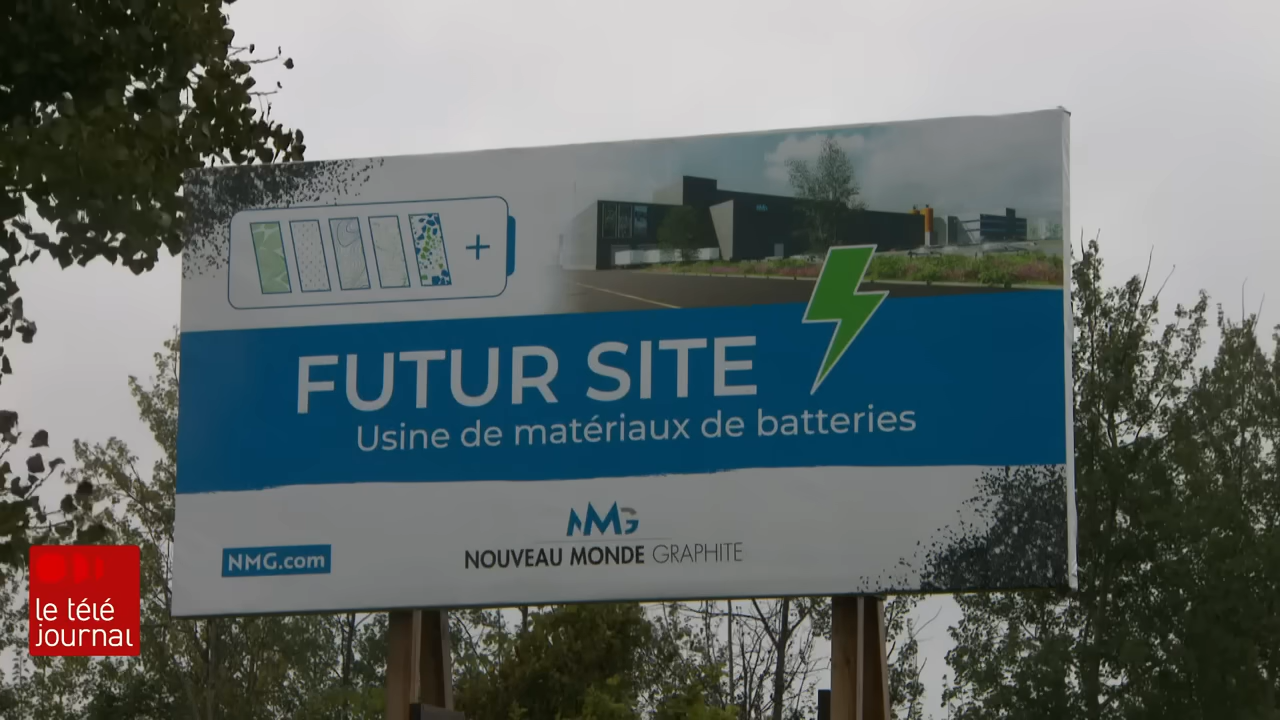 +
FUTUR SITE
Usine de matériaux de batteries
NMG
NMG.com
NOUVEAU MONDE GRAPHITE
le télé
journal